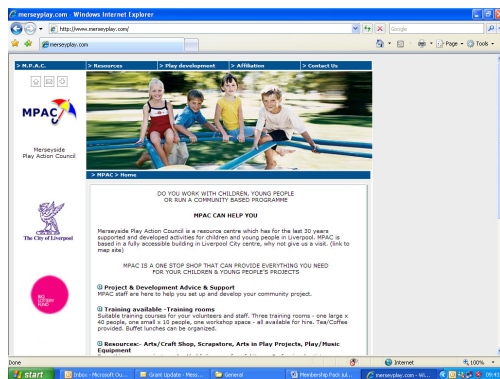 merseyplay.com - Windows Internet Explorer
http://www.merseyplay.com/
Google
merseyplay.com
Page
Tools
> M.P.A.C.
> Resources
> Play development
> Affiliation
> Contact Us
MPAC
Merseyside
Play Action Council
> MPAC > Home
DO YOU WORK WITH CHILDREN, YOUNG PEOPLE
OR RUN A COMMUNITY BASED PROGRAMME
MPAC CAN HELP YOU
Merseyside Play Action Council is a resource centre which has for the last 30 years
supported and developed activities for children and young people in Liverpool. MPAC is
based in a fully accessible building in Liverpool City centre, why not give us a visit. (link to
map site)
MPAC IS A ONE STOP SHOP THAT CAN PROVIDE EVERYTHING YOU NEED
FOR YOUR CHILDREN & YOUNG PEOPLE'S PROJECTS
The City of Liverpool
BIG
LOTTERY
FUND
Project & Development Advice & Support
MPAC staff are here to help you set up and develop your community project.
Training available -Training rooms
Suitable training courses for your volunteers and staff. Three training rooms - one large x
40 people, one small x 10 people, one workshop space - all available for hire. Tea/Coffee
provided. Buffet lunches can be organized.
Resources:- Arts/Craft Shop, Scrapstore, Arts in Play Projects, Play/Music
Equipment
Done
Internet
100%
start
Inbox - Microsoft Ou...
Grant Update - Mess...
General
Membership Pack Jul...
merseyplay.com - Wi...